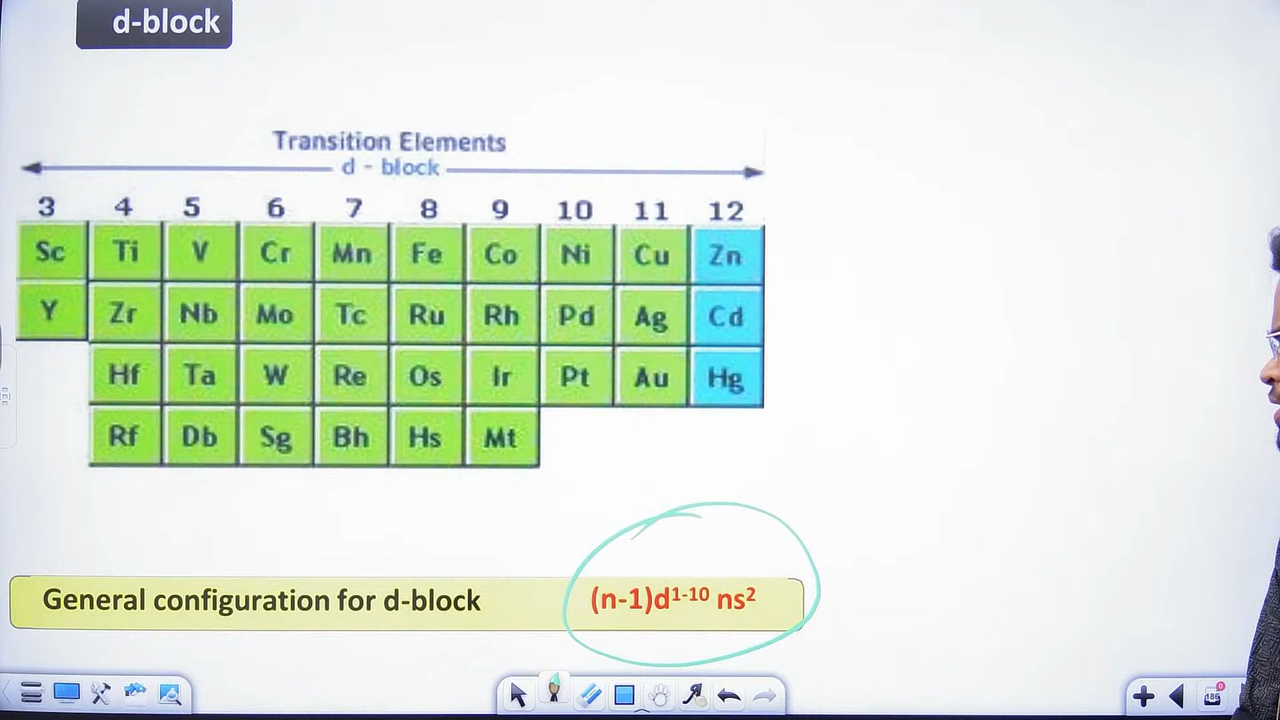 d-block
Transition Elements
d - block
3 4 5 6 7 8 9 10 11 12
Sc Ti V Cr Mn Fe Co Ni Cu Zn
Y Zr Nb Mo Tc Ru Rh Pd Ag Cd
Hf Ta W Re Os Ir Pt Au Hg
Rf Db Sg Bh Hs Mt
General configuration for d-block (n-1)d¹⁻¹⁰ ns²